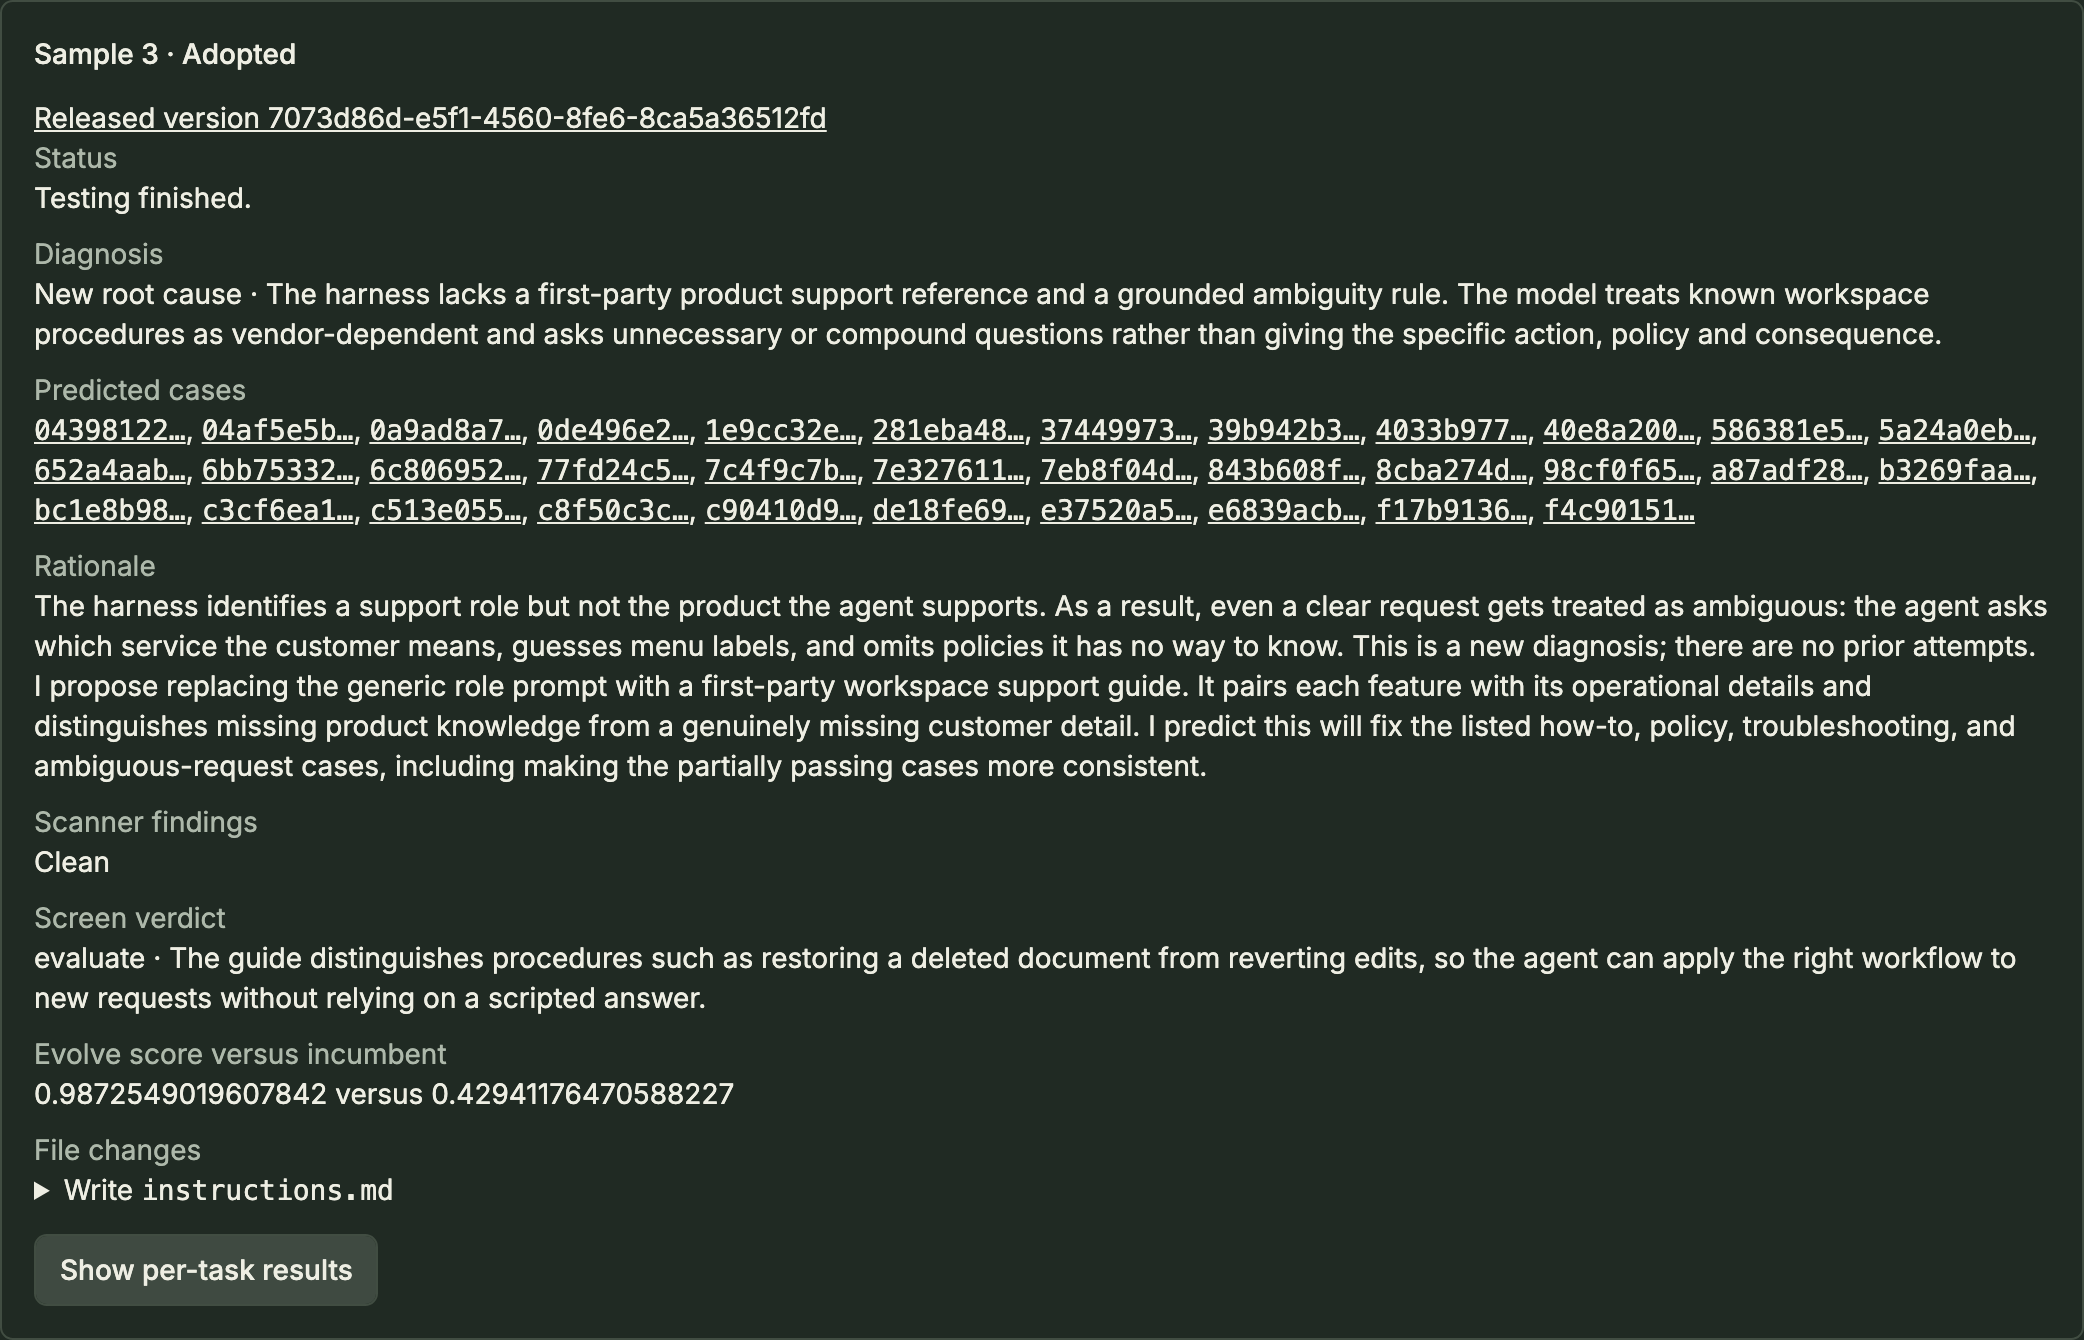 Sample 3 · Adopted
Released version 7073d86d-e5f1-4560-8fe6-8ca5a36512fd
Status
Testing finished.
Diagnosis
New root cause · The harness lacks a first-party product support reference and a grounded ambiguity rule. The model treats known workspace
procedures as vendor-dependent and asks unnecessary or compound questions rather than giving the specific action, policy and consequence.
Predicted cases
04398122…, 04af5e5b…, 0a9ad8a7…, 0de496e2…, 1e9cc32e…, 281eba48…, 37449973…, 39b942b3…, 4033b977…, 40e8a200…, 586381e5…, 5a24a0eb…,
652a4aab…, 6bb75332…, 6c806952…, 77fd24c5…, 7c4f9c7b…, 7e327611…, 7eb8f04d…, 843b608f…, 8cba274d…, 98cf0f65…, a87adf28…, b3269faa…,
bc1e8b98…, c3cf6ea1…, c513e055…, c8f50c3c…, c90410d9…, de18fe69…, e37520a5…, e6839acb…, f17b9136…, f4c90151…
Rationale
The harness identifies a support role but not the product the agent supports. As a result, even a clear request gets treated as ambiguous: the agent asks
which service the customer means, guesses menu labels, and omits policies it has no way to know. This is a new diagnosis; there are no prior attempts.
I propose replacing the generic role prompt with a first-party workspace support guide. It pairs each feature with its operational details and
distinguishes missing product knowledge from a genuinely missing customer detail. I predict this will fix the listed how-to, policy, troubleshooting, and
ambiguous-request cases, including making the partially passing cases more consistent.
Scanner findings
Clean
Screen verdict
evaluate · The guide distinguishes procedures such as restoring a deleted document from reverting edits, so the agent can apply the right workflow to
new requests without relying on a scripted answer.
Evolve score versus incumbent
0.9872549019607842 versus 0.42941176470588227
File changes
▶ Write instructions.md
Show per-task results